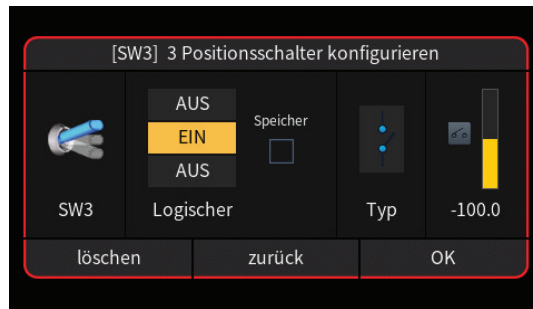 [SW3] 3 Positionsschalter konfigurieren
AUS
EIN
AUS
Speicher
SW3
Logischer
Typ
-100.0
löschen
zurück
OK